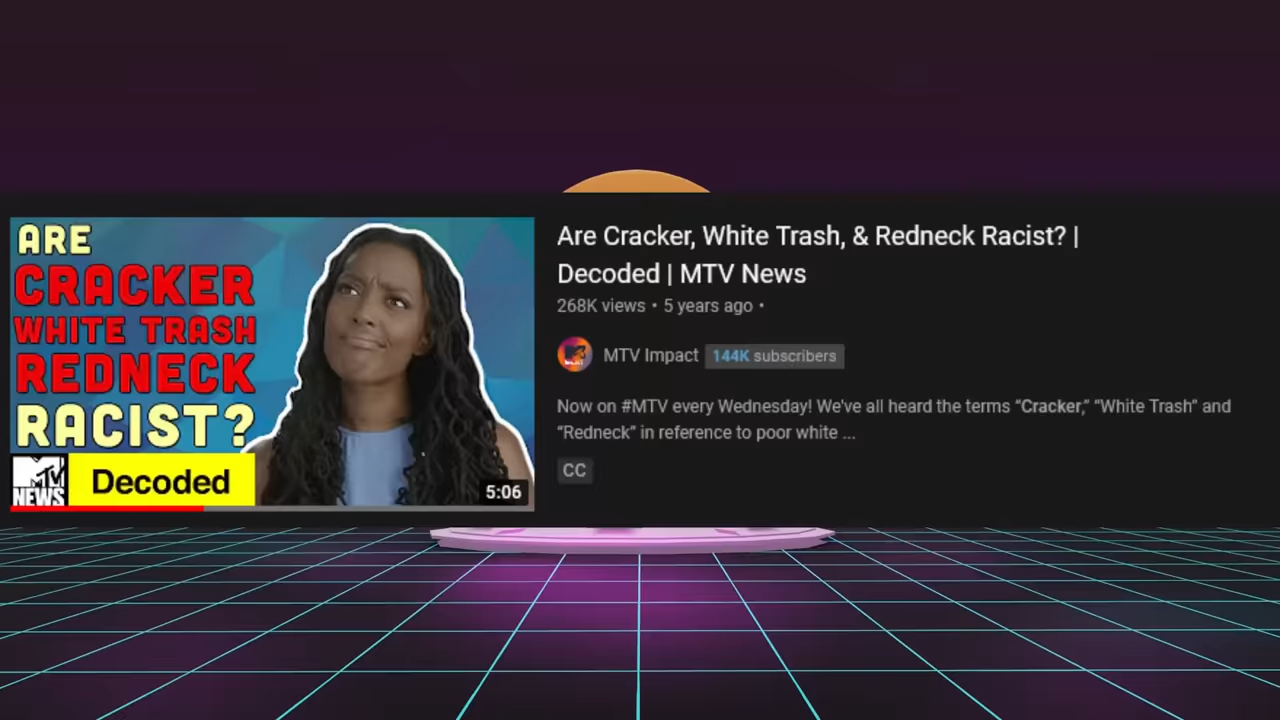 ARE
CRACKER
WHITE TRASH
REDNECK
RACIST?
MTV
NEWS
Decoded
5:06
Are Cracker, White Trash, & Redneck Racist? |
Decoded | MTV News
268K views • 5 years ago •
MTV Impact 144K subscribers
Now on #MTV every Wednesday! We've all heard the terms “Cracker,” “White Trash” and
“Redneck” in reference to poor white ...
CC